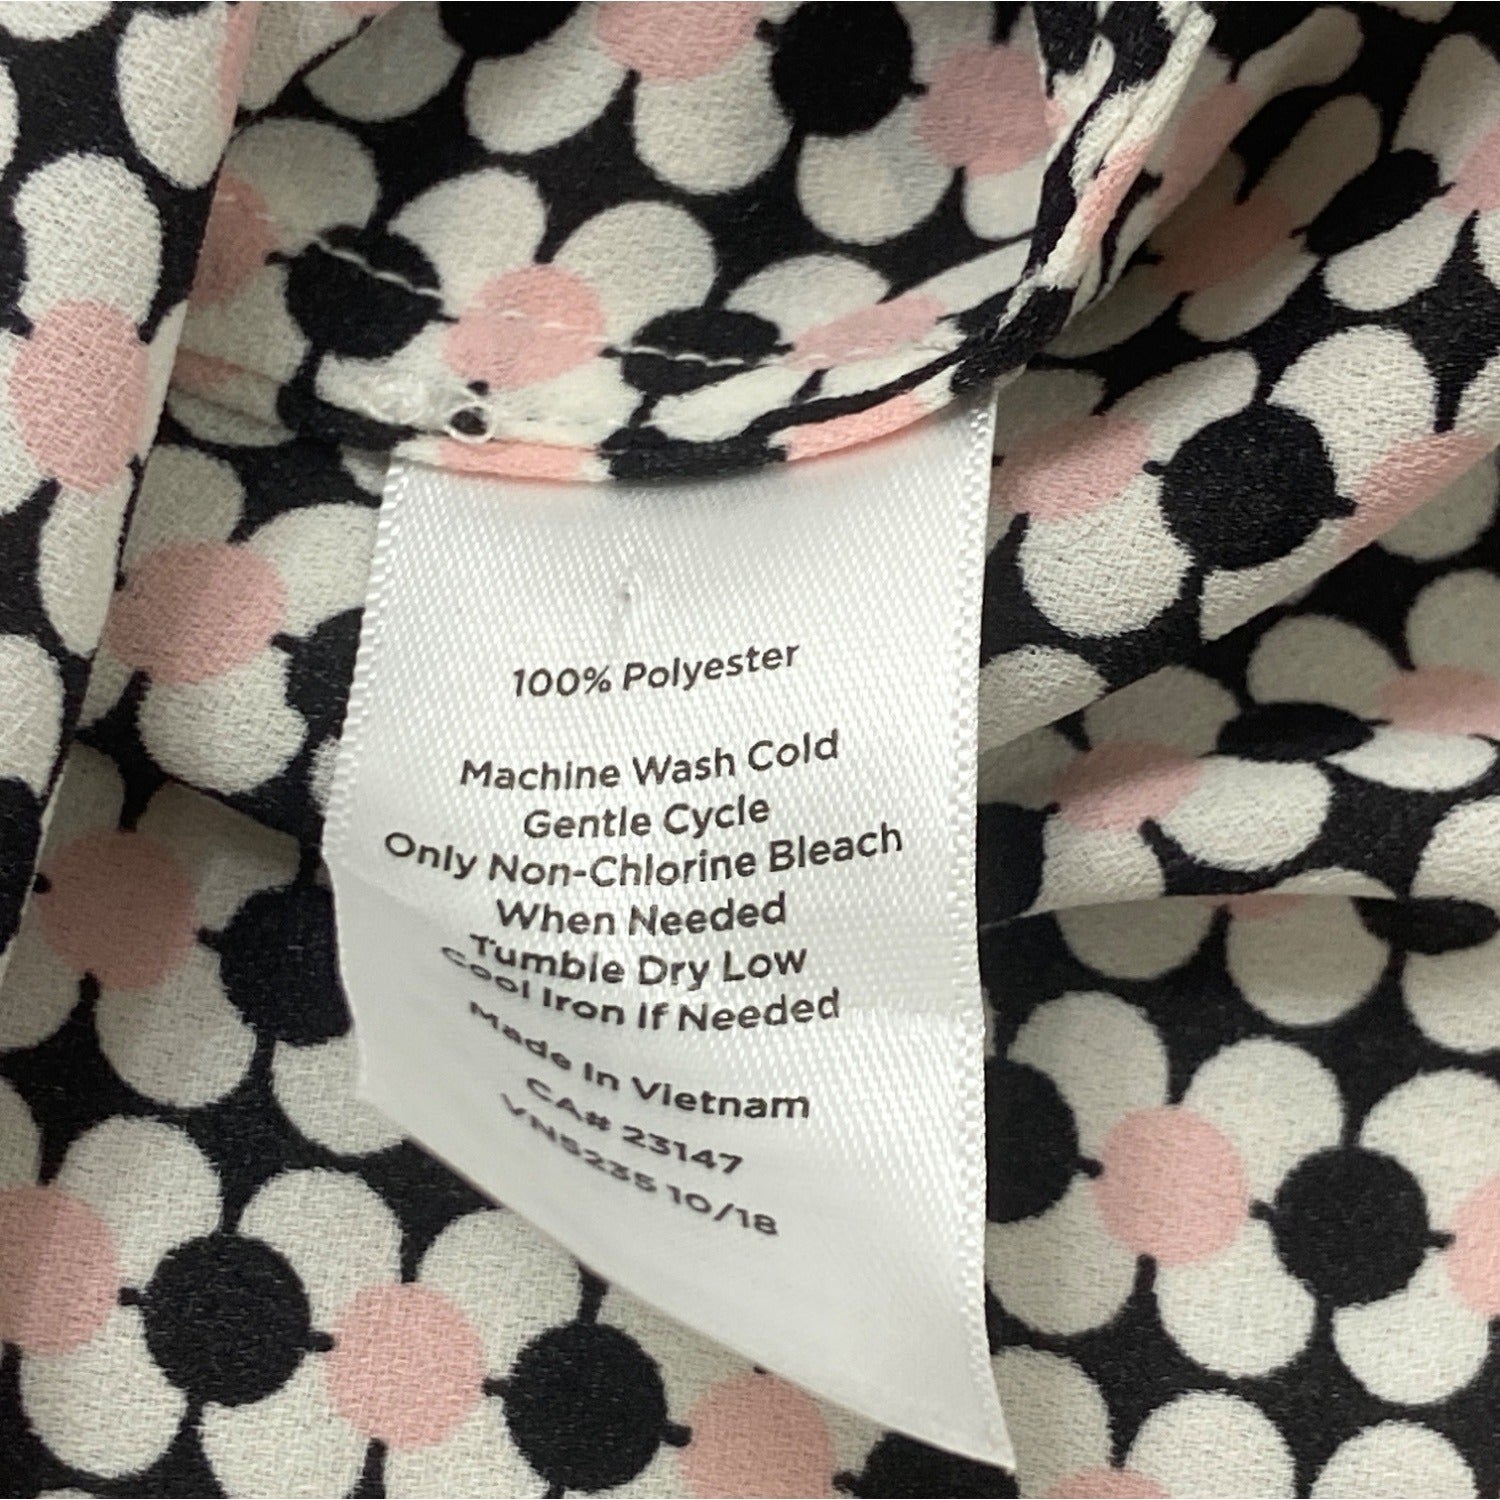 100% Polyester
Machine Wash Cold
Gentle Cycle
Only Non-Chlorine Bleach
When Needed
Tumble Dry Low
Cool Iron If Needed
Made In Vietnam
CA# 23147
VN5235 10/18